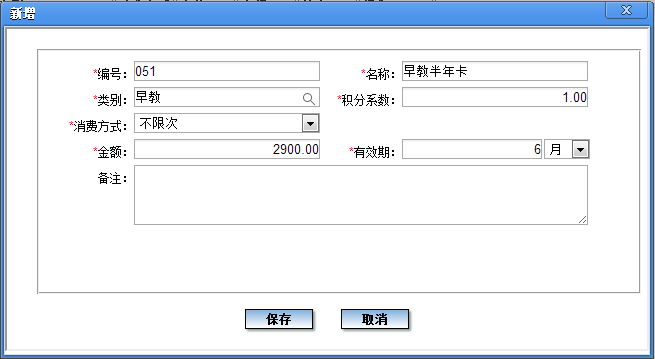 新增
*编号: 051 *名称: 早教半年卡
*类别: 早教 *积分系数: 1.00
*消费方式: 不限次
*金额: 2900.00 *有效期: 6 月
备注:
保存 取消